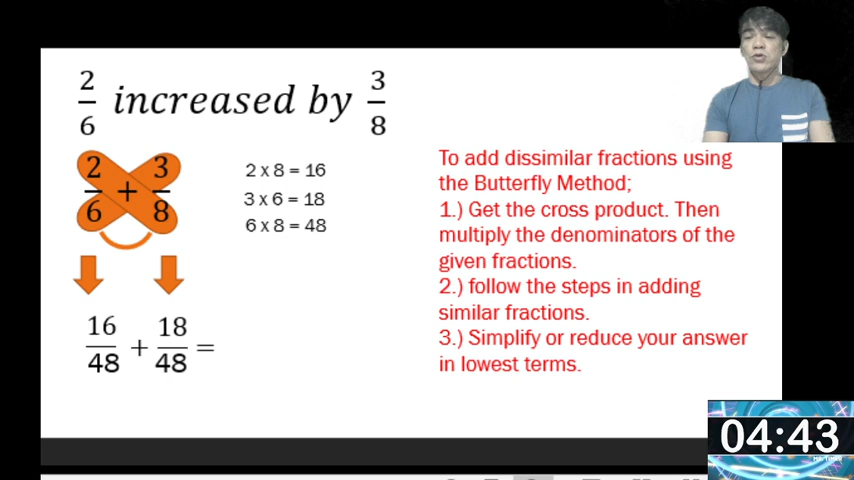 2/6 increased by 3/8
2/6 + 3/8
2 x 8 = 16
3 x 6 = 18
6 x 8 = 48
16/48 + 18/48 =
To add dissimilar fractions using
the Butterfly Method;
1.) Get the cross product. Then
multiply the denominators of the
given fractions.
2.) follow the steps in adding
similar fractions.
3.) Simplify or reduce your answer
in lowest terms.
04:43